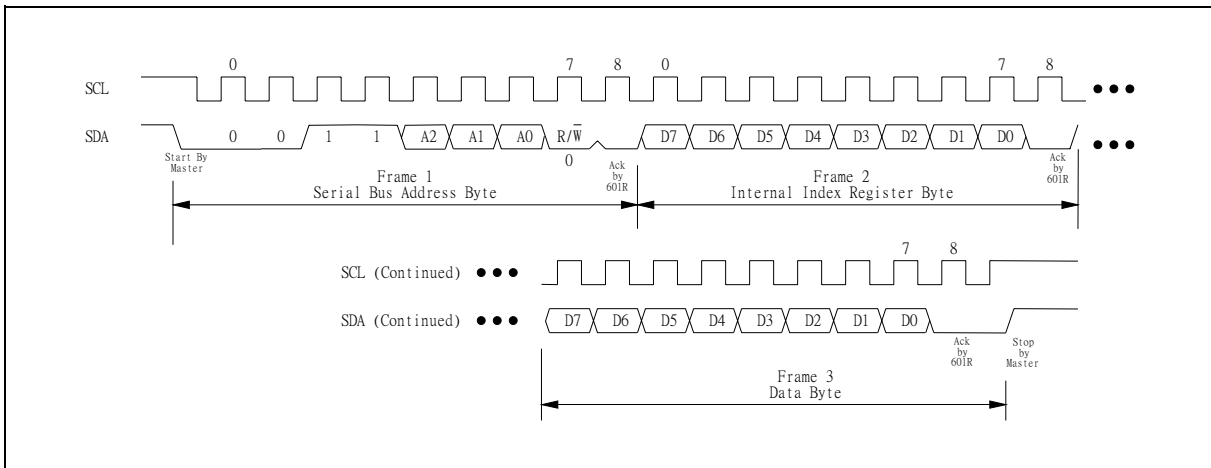 0 7 8 0 7 8
SCL
SDA 0 0 1 1 A2 A1 A0 R/W̅ D7 D6 D5 D4 D3 D2 D1 D0
0
Start By
Master
Ack
by
601R
Ack
by
601R
Frame 1
Serial Bus Address Byte
Frame 2
Internal Index Register Byte
7 8
SCL (Continued)
SDA (Continued) D7 D6 D5 D4 D3 D2 D1 D0
Ack
by
601R
Stop
by
Master
Frame 3
Data Byte